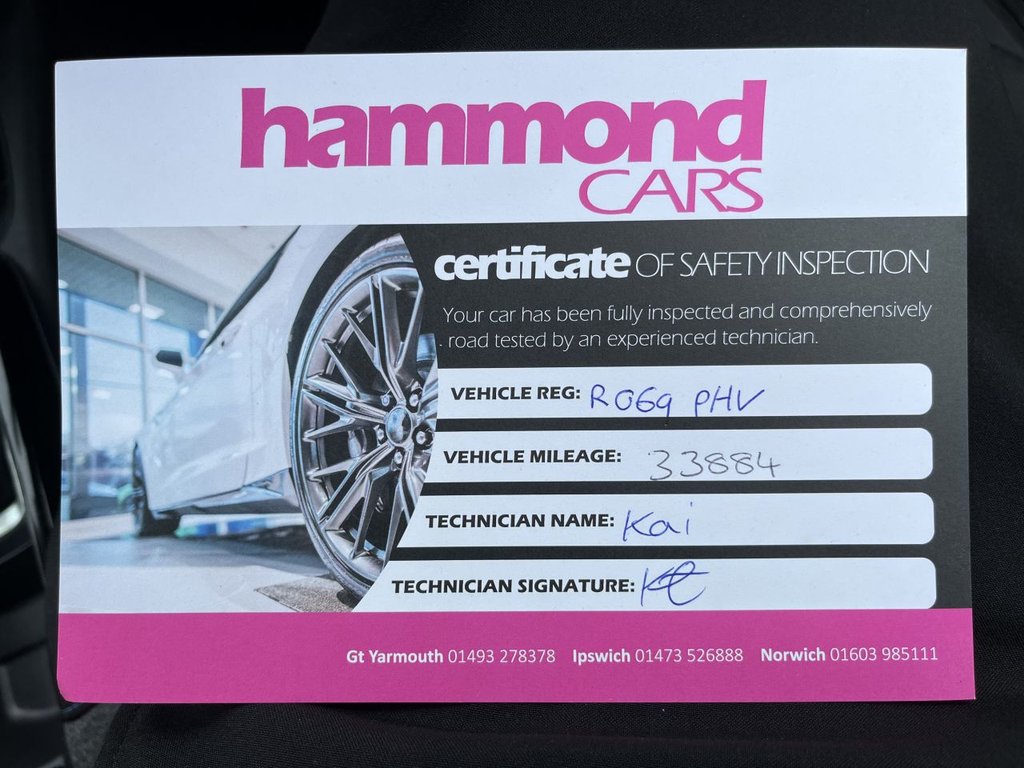 hammond
CARS
certificate OF SAFETY INSPECTION
Your car has been fully inspected and comprehensively
road tested by an experienced technician.
VEHICLE REG: RO69 PHV
VEHICLE MILEAGE: 33884
TECHNICIAN NAME: Kai
TECHNICIAN SIGNATURE:
Gt Yarmouth 01493 278378 Ipswich 01473 526888 Norwich 01603 985111